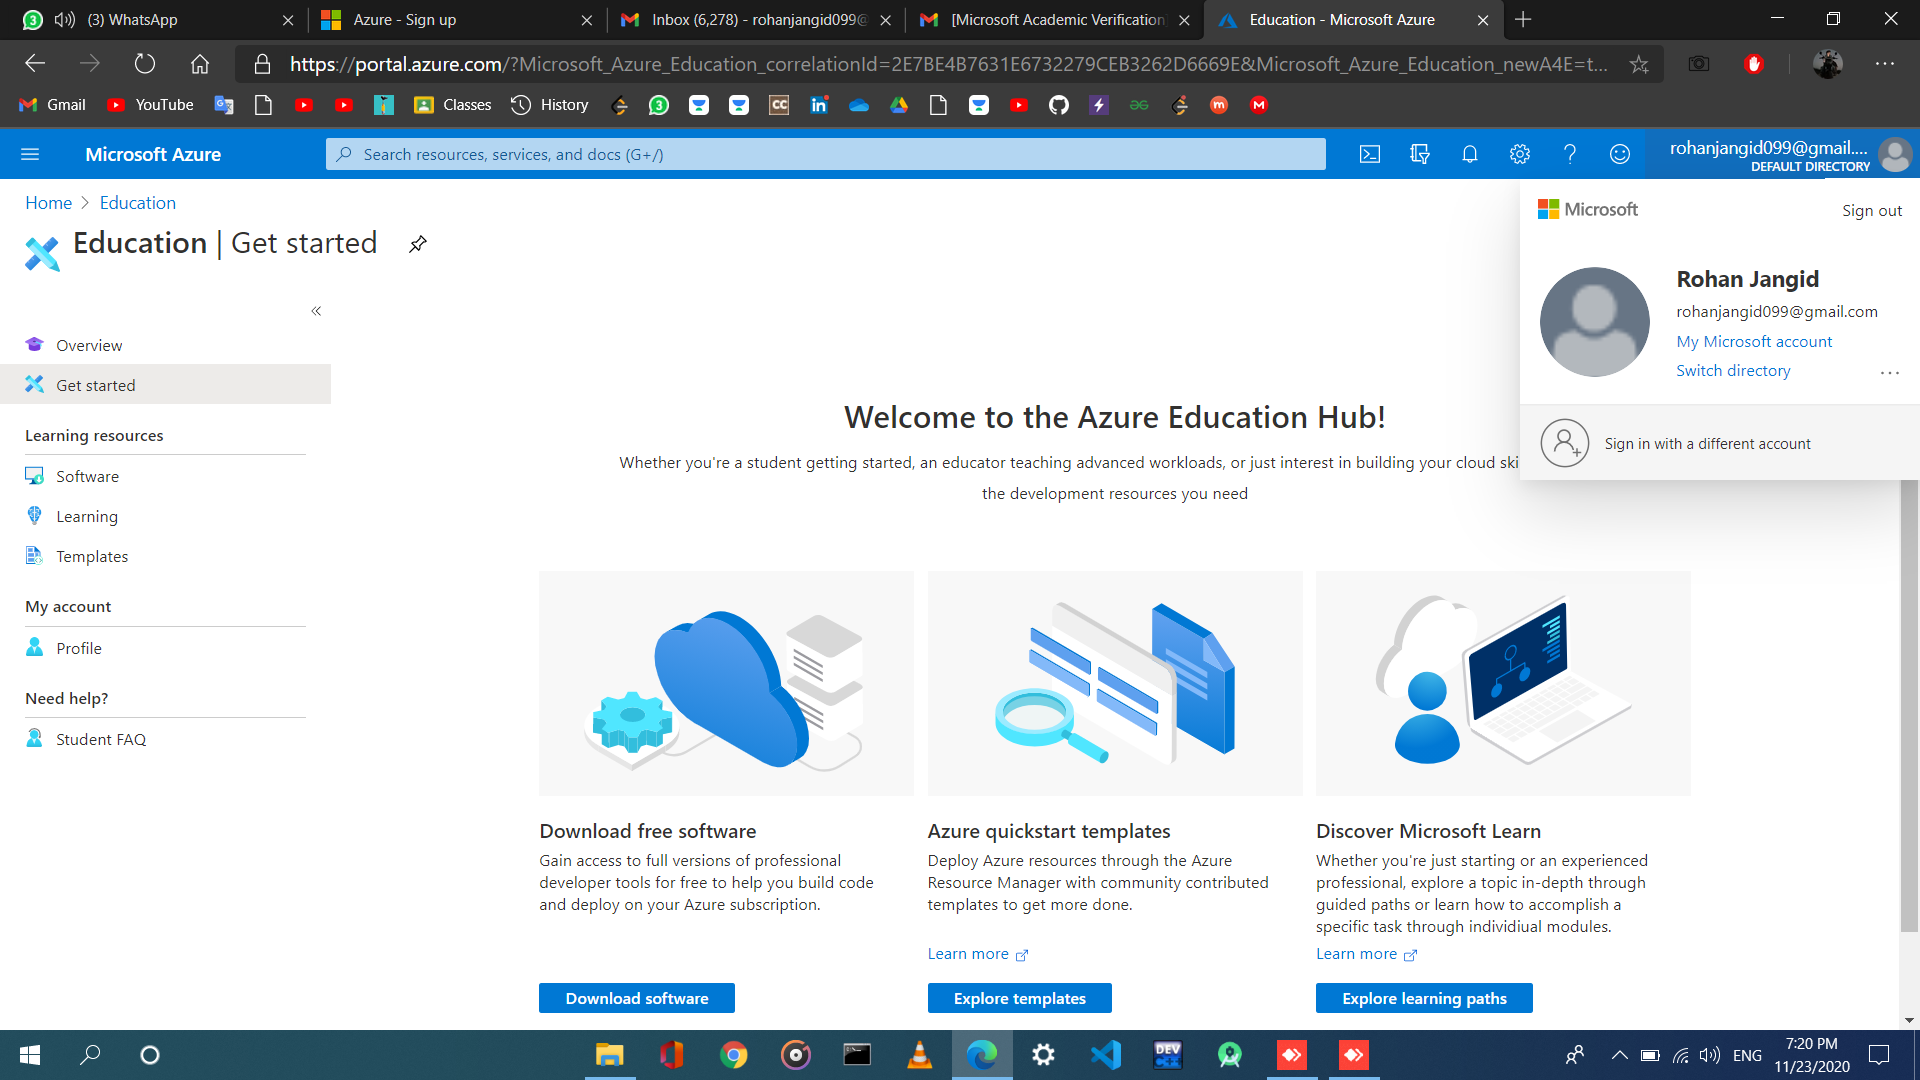 (3) WhatsApp
Azure - Sign up
Inbox (6,278) - rohanjangid099@
[Microsoft Academic Verification]
Education - Microsoft Azure
https://portal.azure.com/?Microsoft_Azure_Education_correlationId=2E7BE4B7631E6732279CEB3262D6669E&Microsoft_Azure_Education_newA4E=t...
Gmail
YouTube
Classes
History
Microsoft Azure
Search resources, services, and docs (G+/)
rohanjangid099@gmail....
DEFAULT DIRECTORY
Home > Education
Education | Get started
Microsoft
Sign out
Rohan Jangid
rohanjangid099@gmail.com
My Microsoft account
Switch directory
...
Sign in with a different account
«
Overview
Get started
Learning resources
Software
Learning
Templates
My account
Profile
Need help?
Student FAQ
Welcome to the Azure Education Hub!
Whether you're a student getting started, an educator teaching advanced workloads, or just interest in building your cloud ski
the development resources you need
Download free software
Gain access to full versions of professional
developer tools for free to help you build code
and deploy on your Azure subscription.
Download software
Azure quickstart templates
Deploy Azure resources through the Azure
Resource Manager with community contributed
templates to get more done.
Learn more
Explore templates
Discover Microsoft Learn
Whether you're just starting or an experienced
professional, explore a topic in-depth through
guided paths or learn how to accomplish a
specific task through individiual modules.
Learn more
Explore learning paths
DEV
C++
ENG
7:20 PM
11/23/2020